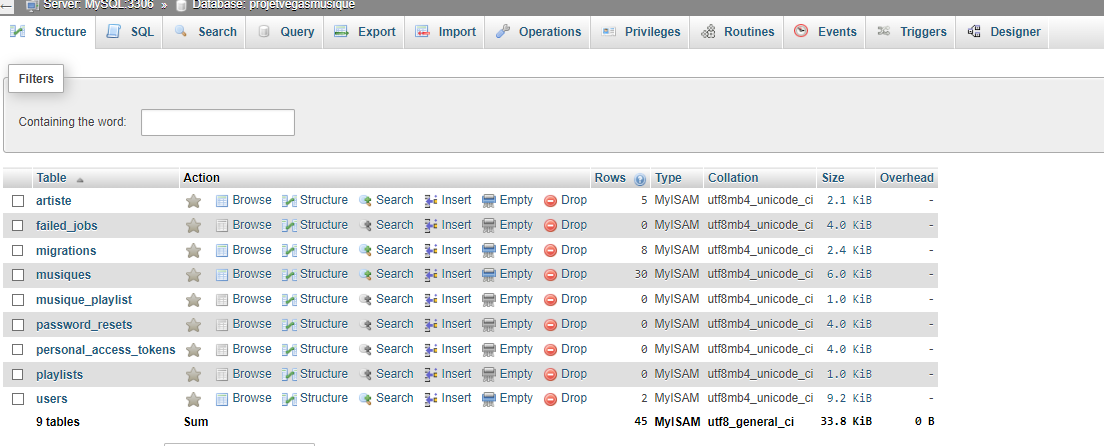 Server: MySQL:3306 » Database: projetvegasmusique
Structure SQL Search Query Export Import Operations Privileges Routines Events Triggers Designer
Filters
Containing the word:
Table Action Rows Type Collation Size Overhead
artiste Browse Structure Search Insert Empty Drop 5 MyISAM utf8mb4_unicode_ci 2.1 KiB -
failed_jobs Browse Structure Search Insert Empty Drop 0 MyISAM utf8mb4_unicode_ci 4.0 KiB -
migrations Browse Structure Search Insert Empty Drop 8 MyISAM utf8mb4_unicode_ci 2.4 KiB -
musiques Browse Structure Search Insert Empty Drop 30 MyISAM utf8mb4_unicode_ci 6.0 KiB -
musique_playlist Browse Structure Search Insert Empty Drop 0 MyISAM utf8mb4_unicode_ci 1.0 KiB -
password_resets Browse Structure Search Insert Empty Drop 0 MyISAM utf8mb4_unicode_ci 4.0 KiB -
personal_access_tokens Browse Structure Search Insert Empty Drop 0 MyISAM utf8mb4_unicode_ci 4.0 KiB -
playlists Browse Structure Search Insert Empty Drop 0 MyISAM utf8mb4_unicode_ci 1.0 KiB -
users Browse Structure Search Insert Empty Drop 2 MyISAM utf8mb4_unicode_ci 9.2 KiB -
9 tables Sum 45 MyISAM utf8_general_ci 33.8 KiB 0 B